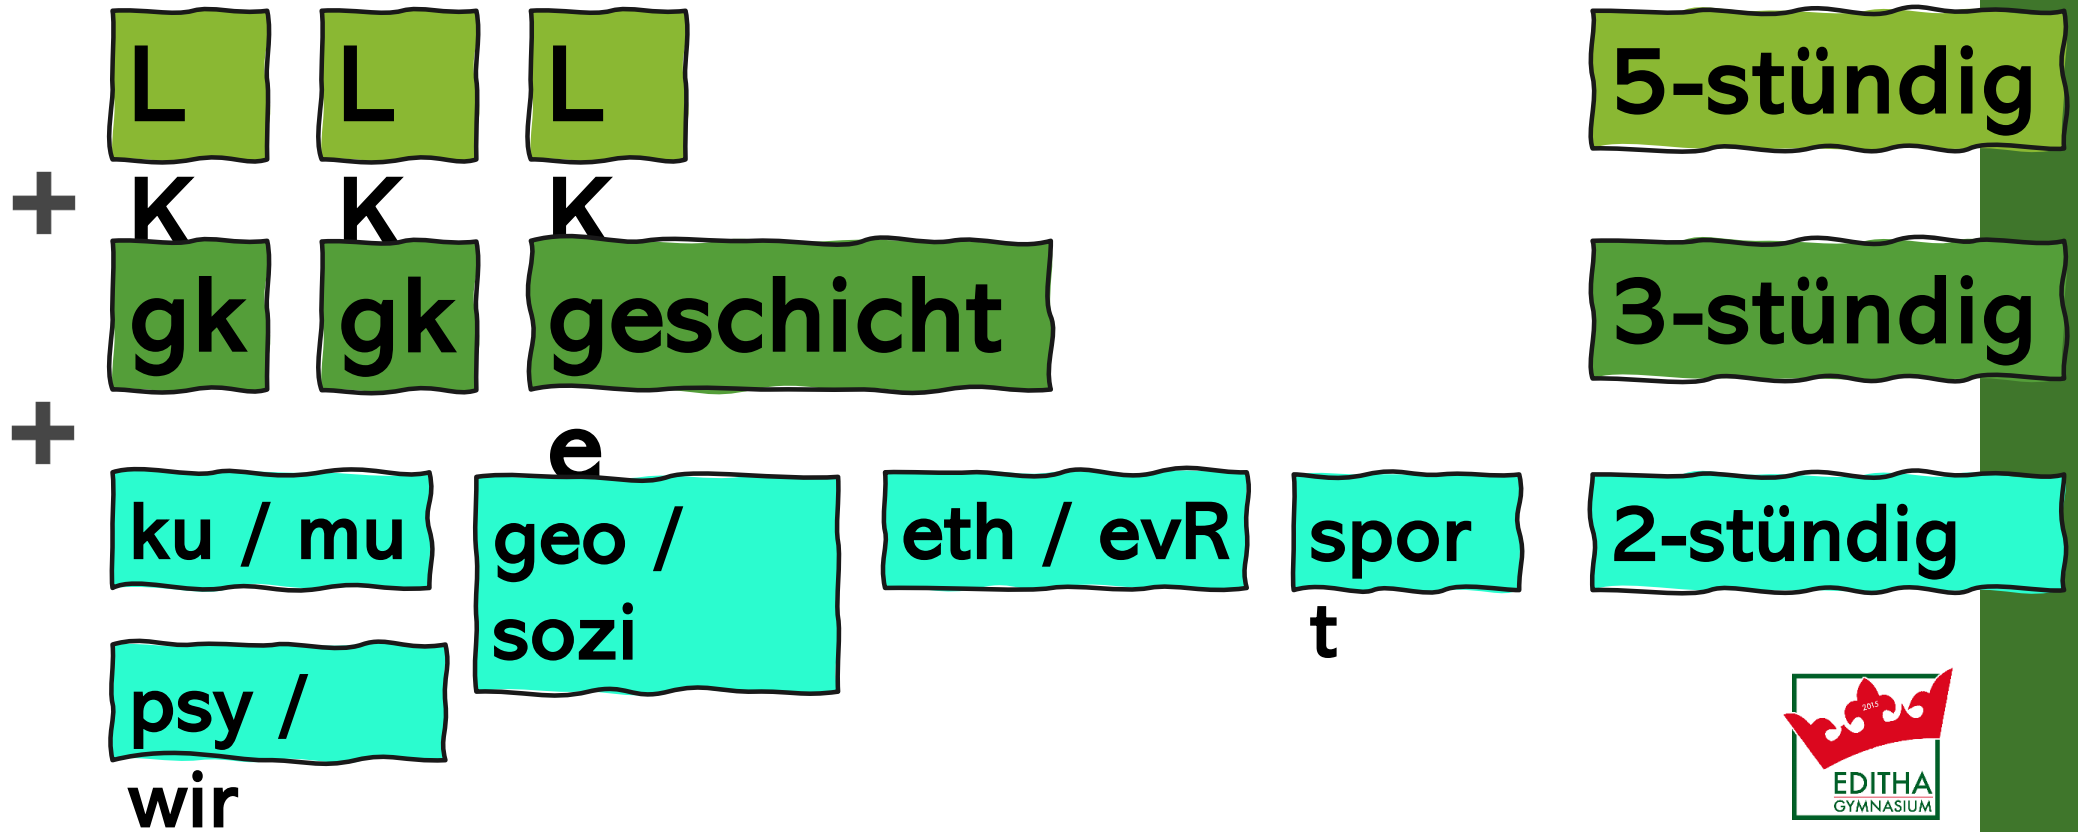 L L L 5-stündig
+ K K K
gk gk geschicht 3-stündig
+ e
ku / mu geo / eth / evR spor 2-stündig
sozi t
psy /
wir
2015
EDITHA
GYMNASIUM